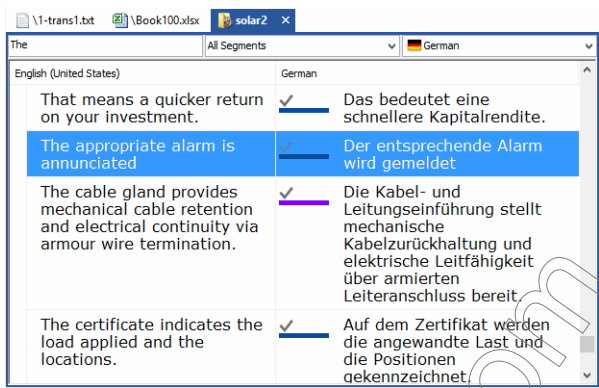 \1-trans1.txt \Book100.xlsx solar2 ×
The All Segments German
English (United States) German
That means a quicker return
on your investment.
Das bedeutet eine
schnellere Kapitalrendite.
The appropriate alarm is
annunciated
Der entsprechende Alarm
wird gemeldet
The cable gland provides
mechanical cable retention
and electrical continuity via
armour wire termination.
Die Kabel- und
Leitungseinführung stellt
mechanische
Kabelzurückhaltung und
elektrische Leitfähigkeit
über armierten
Leiteranschluss bereit.
The certificate indicates the
load applied and the
locations.
Auf dem Zertifikat werden
die angewandte Last und
die Positionen
gekennzeichnet.
om